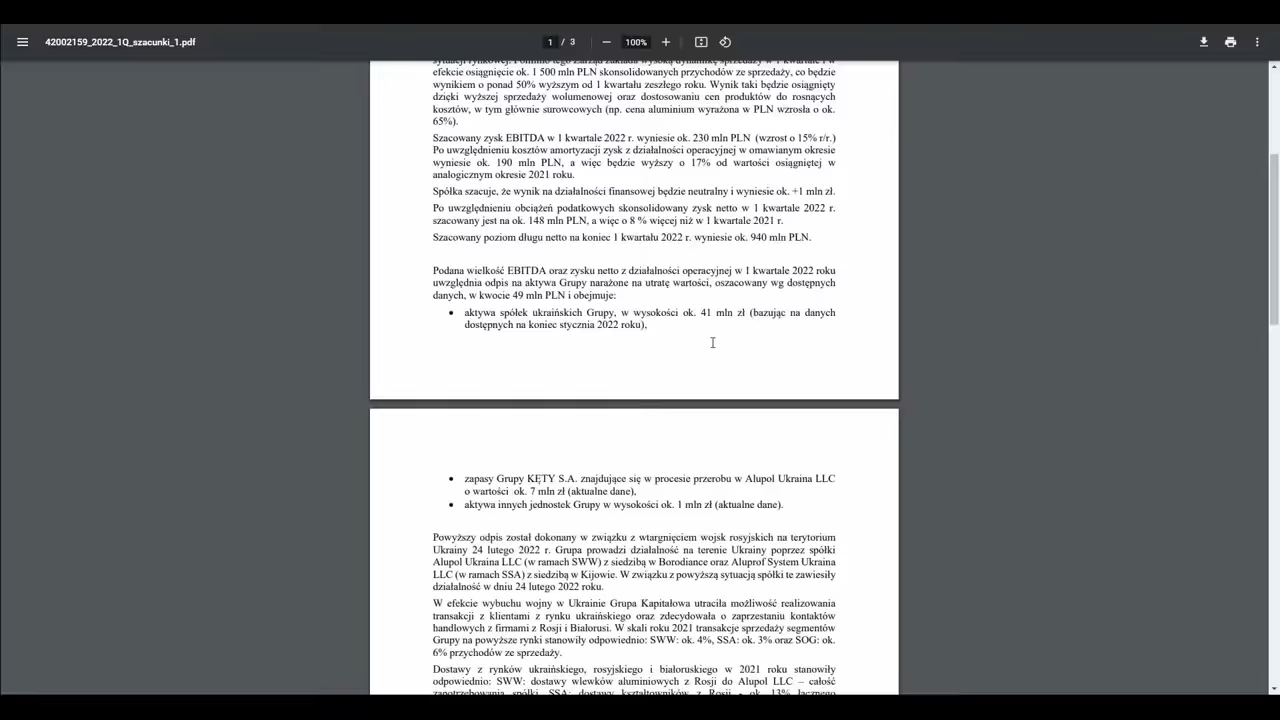 42002159_2022_1Q_szacunki_1.pdf
1 / 3
100%
efekcie osiągnięcie ok. 1 500 mln PLN skonsolidowanych przychodów ze sprzedaży, co będzie
wynikiem o ponad 50% wyższym od 1 kwartału zeszłego roku. Wynik taki będzie osiągnięty
dzięki wyższej sprzedaży wolumenowej oraz dostosowaniu cen produktów do rosnących
kosztów, w tym głównie surowcowych (np. cena aluminium wyrażona w PLN wzrosła o ok.
65%).
Szacowany zysk EBITDA w 1 kwartale 2022 r. wyniesie ok. 230 mln PLN (wzrost o 15% r/r.)
Po uwzględnieniu kosztów amortyzacji zysk z działalności operacyjnej w omawianym okresie
wyniesie ok. 190 mln PLN, a więc będzie wyższy o 17% od wartości osiągniętej w
analogicznym okresie 2021 roku.
Spółka szacuje, że wynik na działalności finansowej będzie neutralny i wyniesie ok. +1 mln zł.
Po uwzględnieniu obciążeń podatkowych skonsolidowany zysk netto w 1 kwartale 2022 r.
szacowany jest na ok. 148 mln PLN, a więc o 8 % więcej niż w 1 kwartale 2021 r.
Szacowany poziom długu netto na koniec 1 kwartału 2022 r. wyniesie ok. 940 mln PLN.
Podana wielkość EBITDA oraz zysku netto z działalności operacyjnej w 1 kwartale 2022 roku
uwzględnia odpis na aktywa Grupy narażone na utratę wartości, oszacowany wg dostępnych
danych, w kwocie 49 mln PLN i obejmuje:
• aktywa spółek ukraińskich Grupy, w wysokości ok. 41 mln zł (bazując na danych
dostępnych na koniec stycznia 2022 roku),
• zapasy Grupy KĘTY S.A. znajdujące się w procesie przerobu w Alupol Ukraina LLC
o wartości ok. 7 mln zł (aktualne dane),
• aktywa innych jednostek Grupy w wysokości ok. 1 mln zł (aktualne dane).
Powyższy odpis został dokonany w związku z wtargnięciem wojsk rosyjskich na terytorium
Ukrainy 24 lutego 2022 r. Grupa prowadzi działalność na terenie Ukrainy poprzez spółki
Alupol Ukraina LLC (w ramach SWW) z siedzibą w Borodiance oraz Aluprof System Ukraina
LLC (w ramach SSA) z siedzibą w Kijowie. W związku z powyższą sytuacją spółki te zawiesiły
działalność w dniu 24 lutego 2022 roku.
W efekcie wybuchu wojny w Ukrainie Grupa Kapitałowa utraciła możliwość realizowania
transakcji z klientami z rynku ukraińskiego oraz zdecydowała o zaprzestaniu kontaktów
handlowych z firmami z Rosji i Białorusi. W skali roku 2021 transakcje sprzedaży segmentów
Grupy na powyższe rynki stanowiły odpowiednio: SWW: ok. 4%, SSA: ok. 3% oraz SOG: ok.
6% przychodów ze sprzedaży.
Dostawy z rynków ukraińskiego, rosyjskiego i białoruskiego w 2021 roku stanowiły
odpowiednio: SWW: dostawy wlewków aluminiowych z Rosji do Alupol LLC – całość
zapotrzebowania spółki, SSA: dostawy kształtowników z Rosji - ok. 13% łącznego